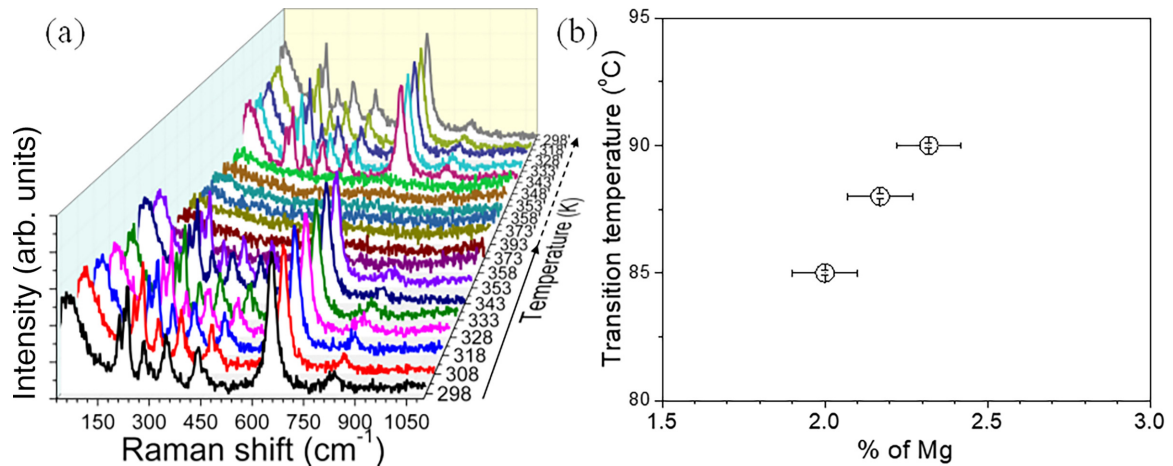 (a)
Intensity (arb. units)
298'
318'
328'
333'
343'
348'
353'
358'
373'
393
373
358
353
343
333
328
318
308
298
Temperature (K)
150 300 450 600 750 900 1050
Raman shift (cm⁻¹)
(b)
Transition temperature (°C)
95
90
85
80
1.5 2.0 2.5 3.0
% of Mg